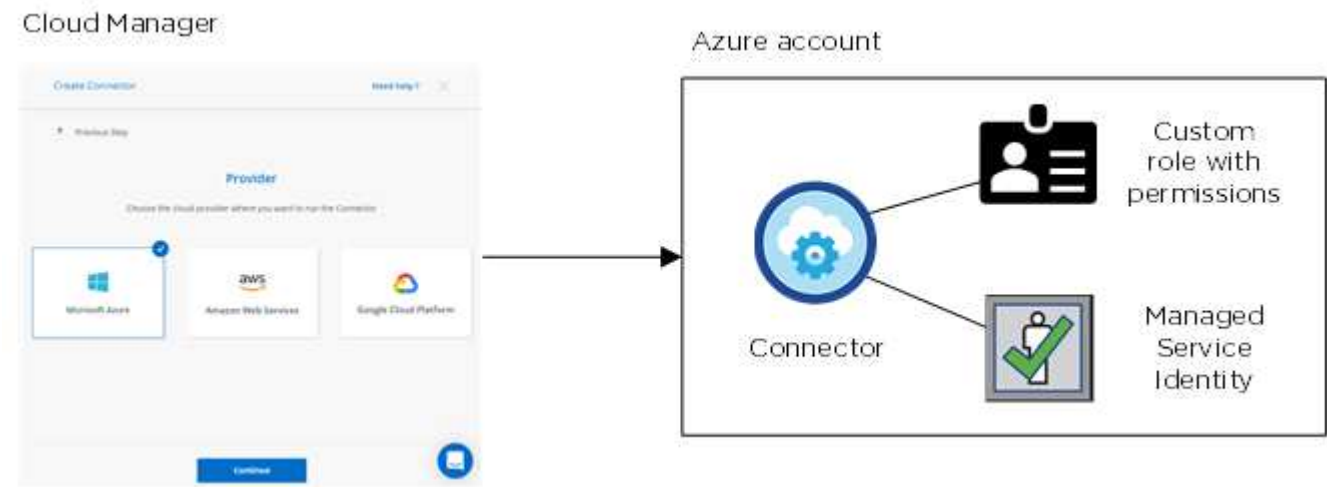 Cloud Manager
Azure account
Create Connector
Need help?
Previous Step
Provider
Choose the cloud provider where you want to run the Connector
aws
Microsoft Azure
Amazon Web Services
Google Cloud Platform
Continue
Custom
role with
permissions
Connector
Managed
Service
Identity